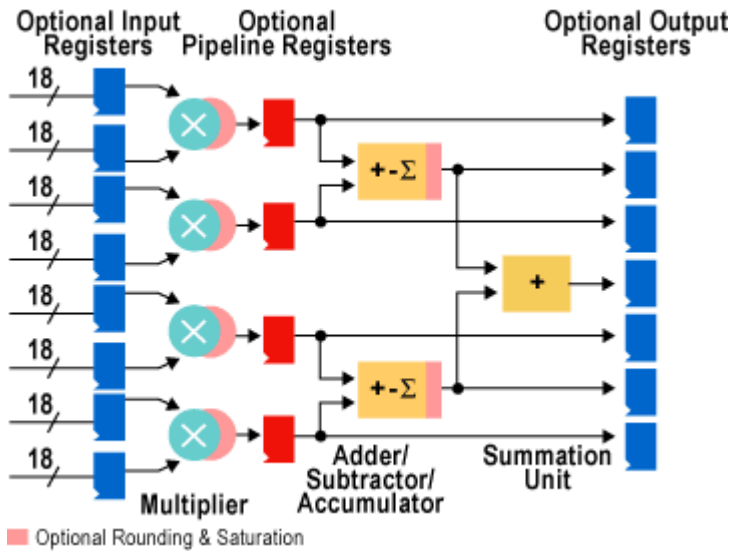 Optional Input
Registers
Optional
Pipeline Registers
Optional Output
Registers
18
18
18
18
18
18
18
18
+-Σ
+
+-Σ
Multiplier
Adder/
Subtractor/
Accumulator
Summation
Unit
Optional Rounding & Saturation